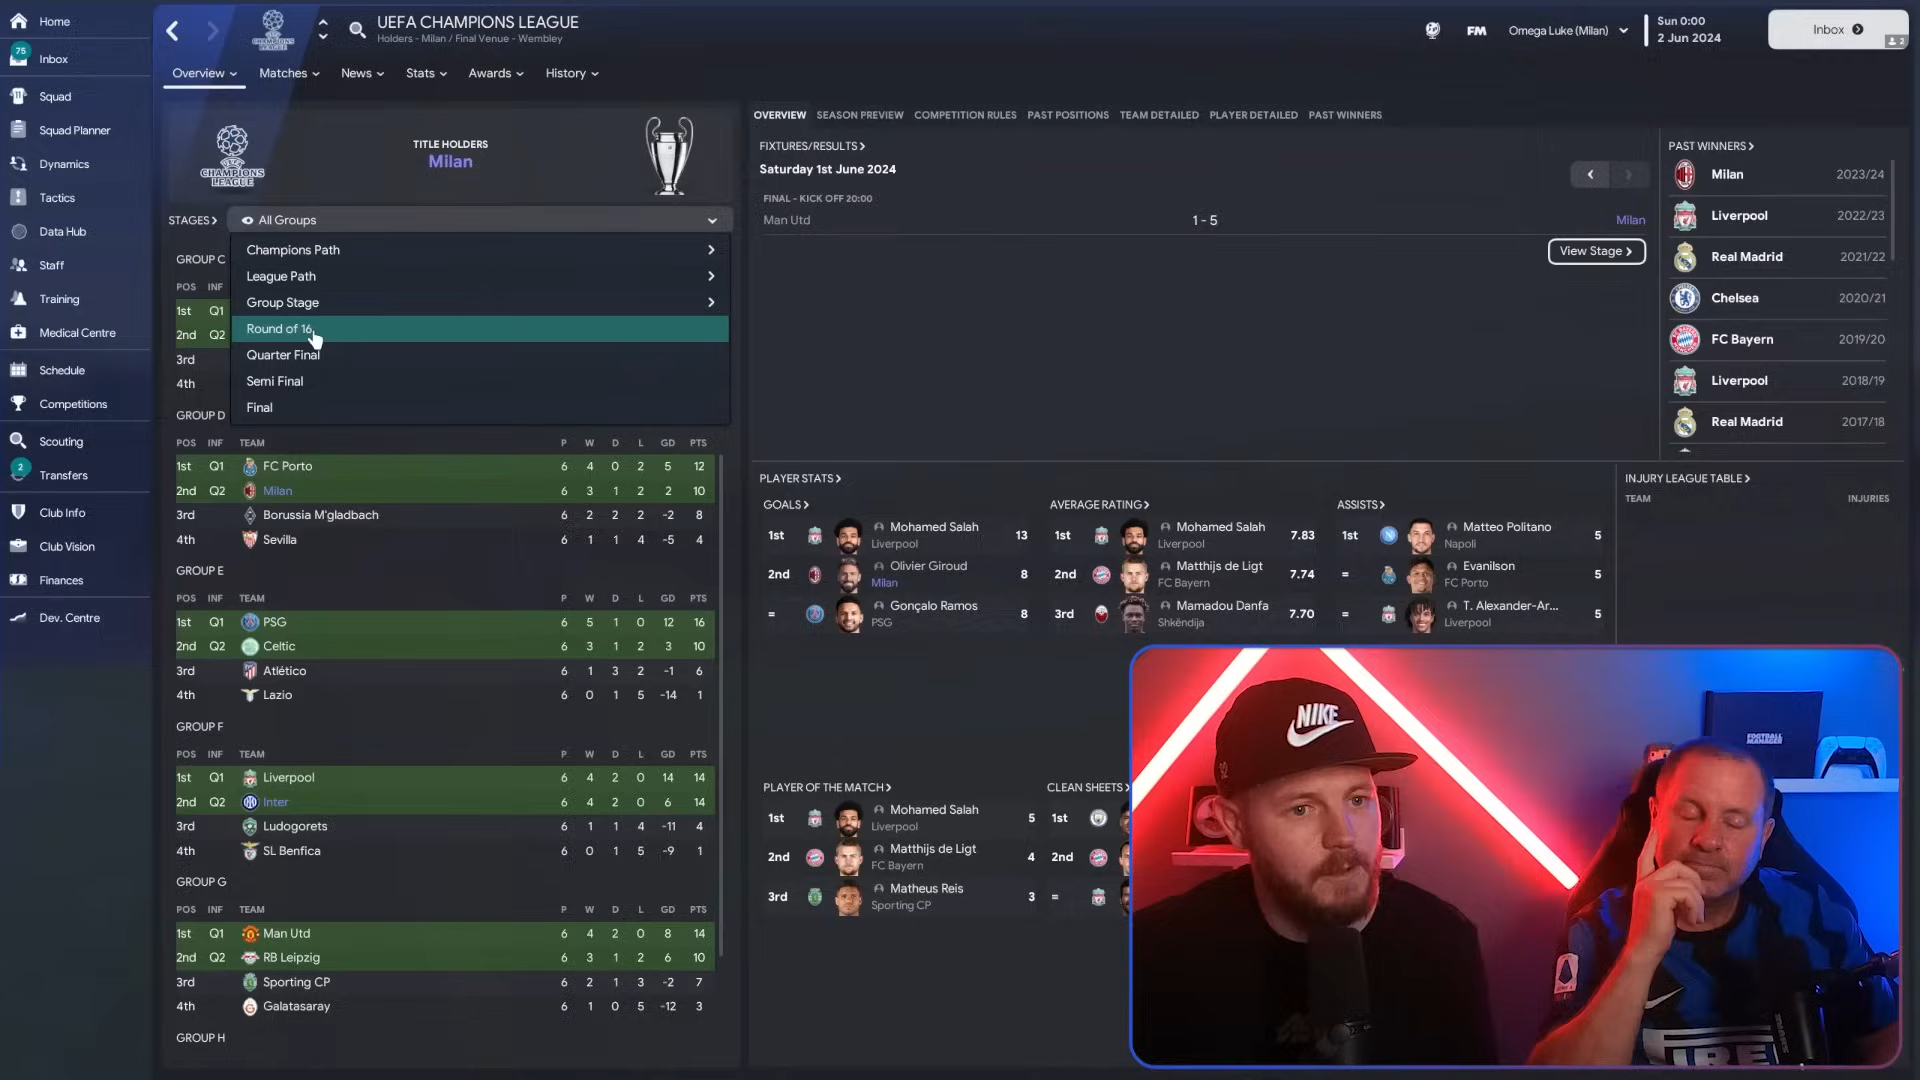 Home
75
Inbox
Squad
Squad Planner
Dynamics
Tactics
Data Hub
Staff
Training
Medical Centre
Schedule
Competitions
Scouting
2
Transfers
Club Info
Club Vision
Finances
Dev. Centre
UEFA CHAMPIONS LEAGUE
Holders - Milan / Final Venue - Wembley
FM
Omega Luke (Milan)
Sun 0:00
2 Jun 2024
Inbox
2
Overview Matches News Stats Awards History
CHAMPIONS
LEAGUE
TITLE HOLDERS
Milan
STAGES All Groups
Champions Path
League Path
Group Stage
Round of 16
Quarter Final
Semi Final
Final
GROUP C
POS INF
1st Q1
2nd Q2
3rd
4th
GROUP D
POS INF TEAM P W D L GD PTS
1st Q1 FC Porto 6 4 0 2 5 12
2nd Q2 Milan 6 3 1 2 2 10
3rd Borussia M'gladbach 6 2 2 2 -2 8
4th Sevilla 6 1 1 4 -5 4
GROUP E
POS INF TEAM P W D L GD PTS
1st Q1 PSG 6 5 1 0 12 16
2nd Q2 Celtic 6 3 1 2 3 10
3rd Atlético 6 1 3 2 -1 6
4th Lazio 6 0 1 5 -14 1
GROUP F
POS INF TEAM P W D L GD PTS
1st Q1 Liverpool 6 4 2 0 14 14
2nd Q2 Inter 6 4 2 0 6 14
3rd Ludogorets 6 1 1 4 -11 4
4th SL Benfica 6 0 1 5 -9 1
GROUP G
POS INF TEAM P W D L GD PTS
1st Q1 Man Utd 6 4 2 0 8 14
2nd Q2 RB Leipzig 6 3 1 2 6 10
3rd Sporting CP 6 2 1 3 -2 7
4th Galatasaray 6 1 0 5 -12 3
GROUP H
OVERVIEW SEASON PREVIEW COMPETITION RULES PAST POSITIONS TEAM DETAILED PLAYER DETAILED PAST WINNERS
FIXTURES/RESULTS
Saturday 1st June 2024
FINAL - KICK OFF 20:00
Man Utd 1 - 5 Milan
View Stage
PAST WINNERS
Milan 2023/24
Liverpool 2022/23
Real Madrid 2021/22
Chelsea 2020/21
FC Bayern 2019/20
Liverpool 2018/19
Real Madrid 2017/18
PLAYER STATS
GOALS
1st Mohamed Salah 13
Liverpool
2nd Olivier Giroud 8
Milan
= Gonçalo Ramos 8
PSG
AVERAGE RATING
1st Mohamed Salah 7.83
Liverpool
2nd Matthijs de Ligt 7.74
FC Bayern
3rd Mamadou Danfa 7.70
Shkëndija
ASSISTS
1st Matteo Politano 5
Napoli
= Evanilson 5
FC Porto
= T. Alexander-Ar... 5
Liverpool
INJURY LEAGUE TABLE
TEAM INJURIES
PLAYER OF THE MATCH
1st Mohamed Salah 5
Liverpool
2nd Matthijs de Ligt 4
FC Bayern
3rd Matheus Reis 3
Sporting CP
CLEAN SHEETS
1st
2nd
=
NIKE
FOOTBALL
MANAGER